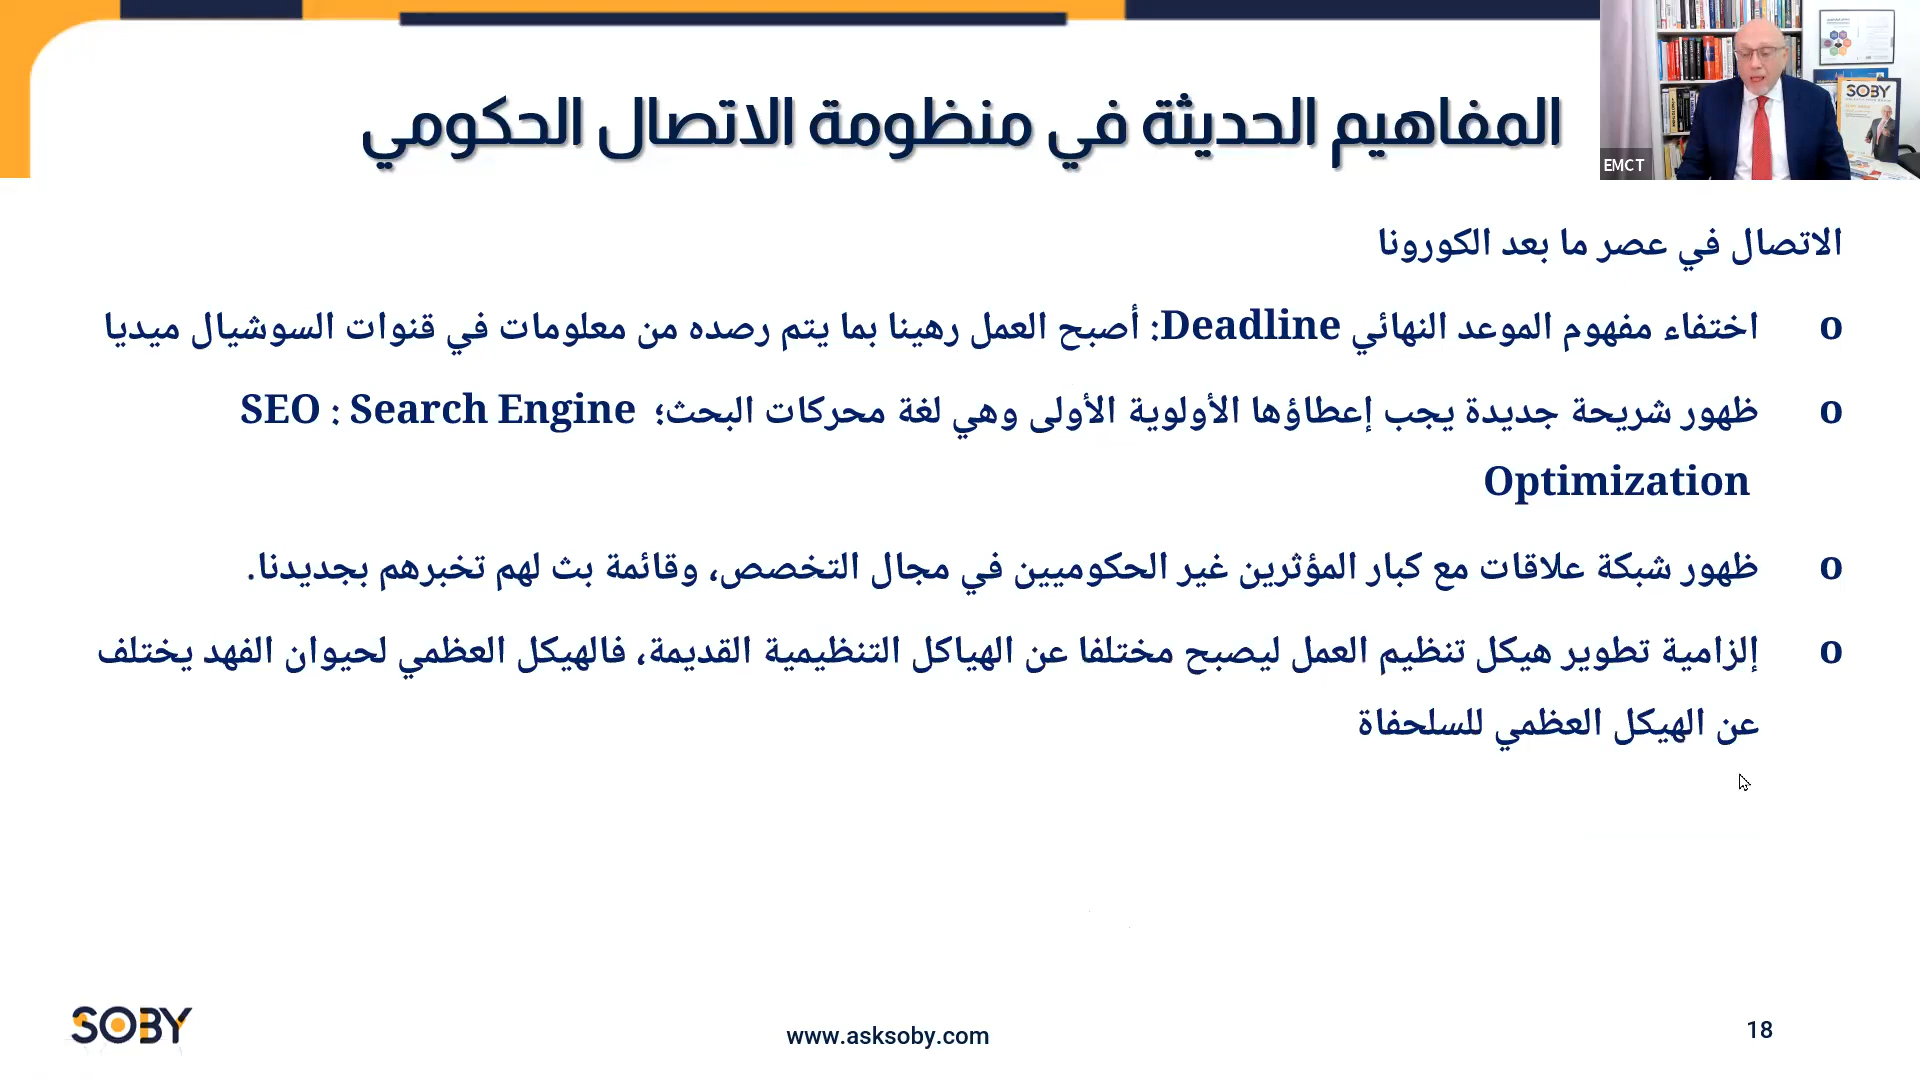 المفاهيم الحديثة في منظومة الاتصال الحكومي
SOBY
EMCT
الاتصال في عصر ما بعد الكورونا
o اختفاء مفهوم الموعد النهائي Deadline: أصبح العمل رهينا بما يتم رصده من معلومات في قنوات السوشيال ميديا
o ظهور شريحة جديدة يجب إعطاؤها الأولوية الأولى وهي لغة محركات البحث؛ SEO : Search Engine
Optimization
o ظهور شبكة علاقات مع كبار المؤثرين غير الحكوميين في مجال التخصص، وقائمة بث لهم تخبرهم بجديدنا.
o إلزامية تطوير هيكل تنظيم العمل ليصبح مختلفا عن الهياكل التنظيمية القديمة، فالهيكل العظمي لحيوان الفهد يختلف
عن الهيكل العظمي للسلحفاة
SOBY
www.asksoby.com
18